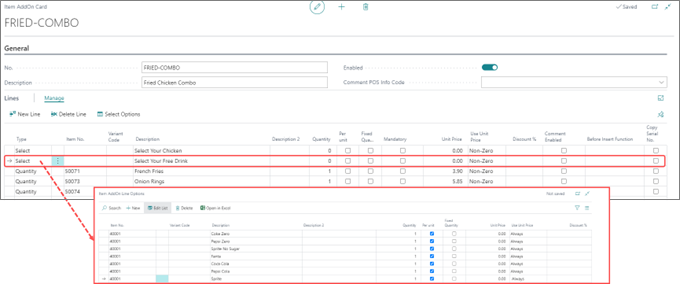 Item AddOn Card
Saved
FRIED-COMBO
General
No. FRIED-COMBO Enabled
Description Fried Chicken Combo Comment POS Info Code
Lines Manage
New Line Delete Line Select Options
Type Item No. Variant Code Description Description 2 Quantity Per unit Fixed Que... Mandatory Unit Price Use Unit Price Discount % Comment Enabled Before Insert Function Copy Serial No.
Select Select Your Chicken 0 0.00 Non-Zero
→ Select Select Your Free Drink 0 0.00 Non-Zero
Quantity S0071 French Fries 1 3.90 Non-Zero
Quantity S0073 Onion Rings 1 5.85 Non-Zero
Quantity S0074
Item AddOn Line Options Not saved
Search + New Edit List Delete Open in Excel
Item No. Variant Code Description Description 2 Quantity Per unit Fixed Quantity Unit Price Use Unit Price Discount %
40001 Coke Zero 1 0.00 Always
40001 Pepsi Zero 1 0.00 Always
40001 Sprite No Sugar 1 0.00 Always
40001 Fanta 1 0.00 Always
40001 Coca Cola 1 0.00 Always
40001 Pepsi Cola 1 0.00 Always
→ 40001 Sprite 1 0.00 Always